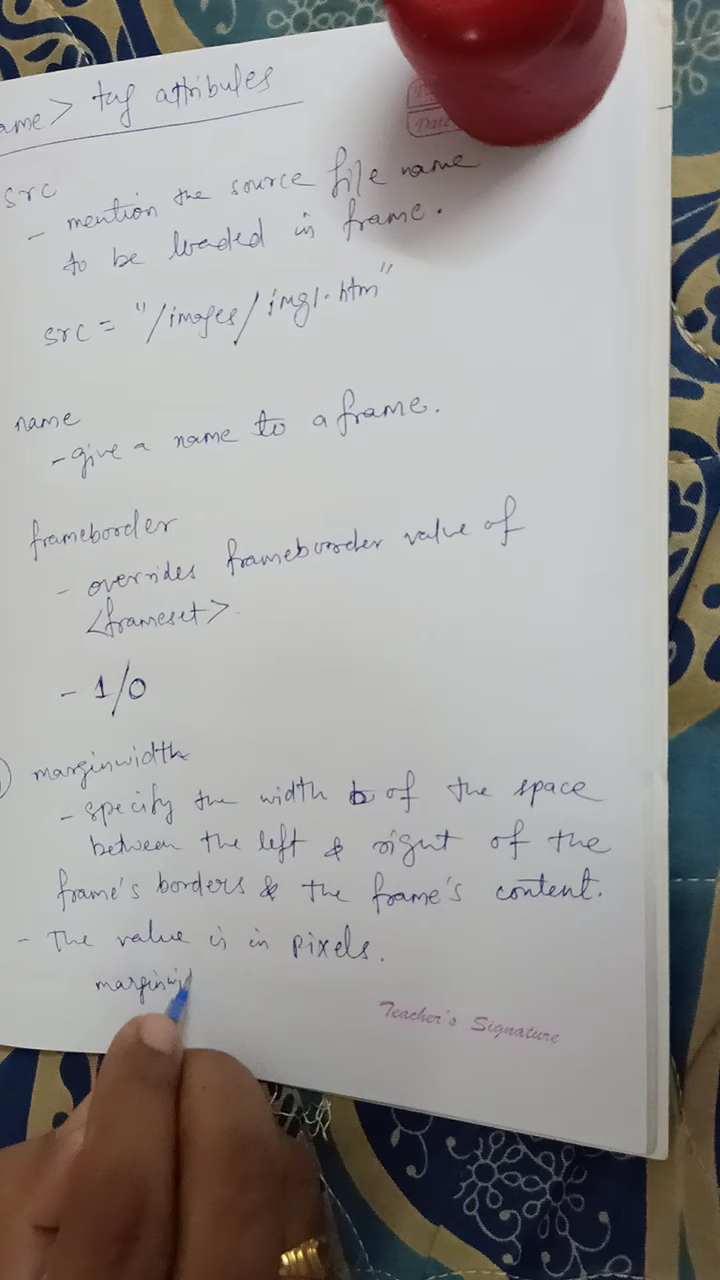 ame> tag attributes
Date
src
- mention the source file name
to be loaded in frame.
src = "/images/img1.htm"
name
- give a name to a frame.
frameborder
- overrides frameborder value of
<frameset>.
- 1/0
marginwidth
- specify the width of the space
between the left & right of the
frame's borders & the frame's content.
- The value is in pixels.
marginwid
Teacher's Signature